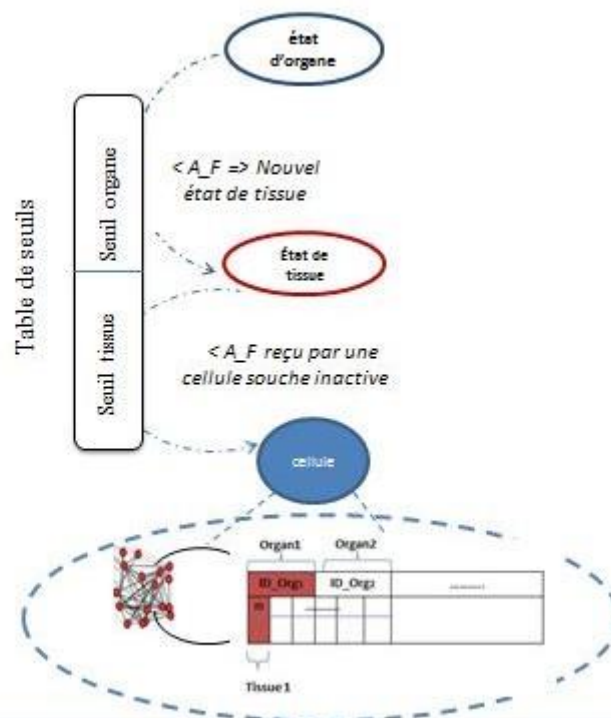 état
d'organe
Table de seuils
Seuil organe
< A_F => Nouvel
état de tissue
État de
tissue
Seuil tissue
< A_F reçu par une
cellule souche inactive
cellule
Organ1
Organ2
ID_Org1
ID_Org2
Tissue 1